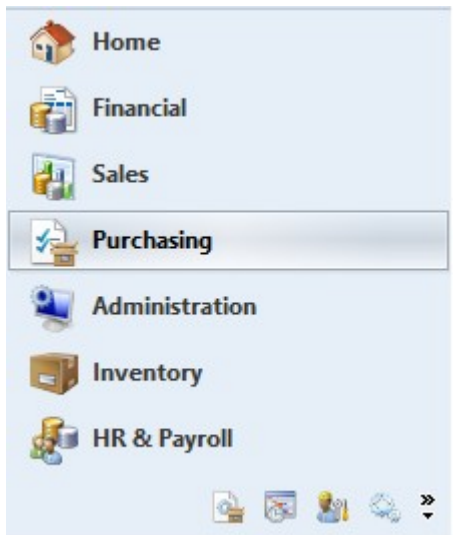 Home
Financial
Sales
Purchasing
Administration
Inventory
HR & Payroll